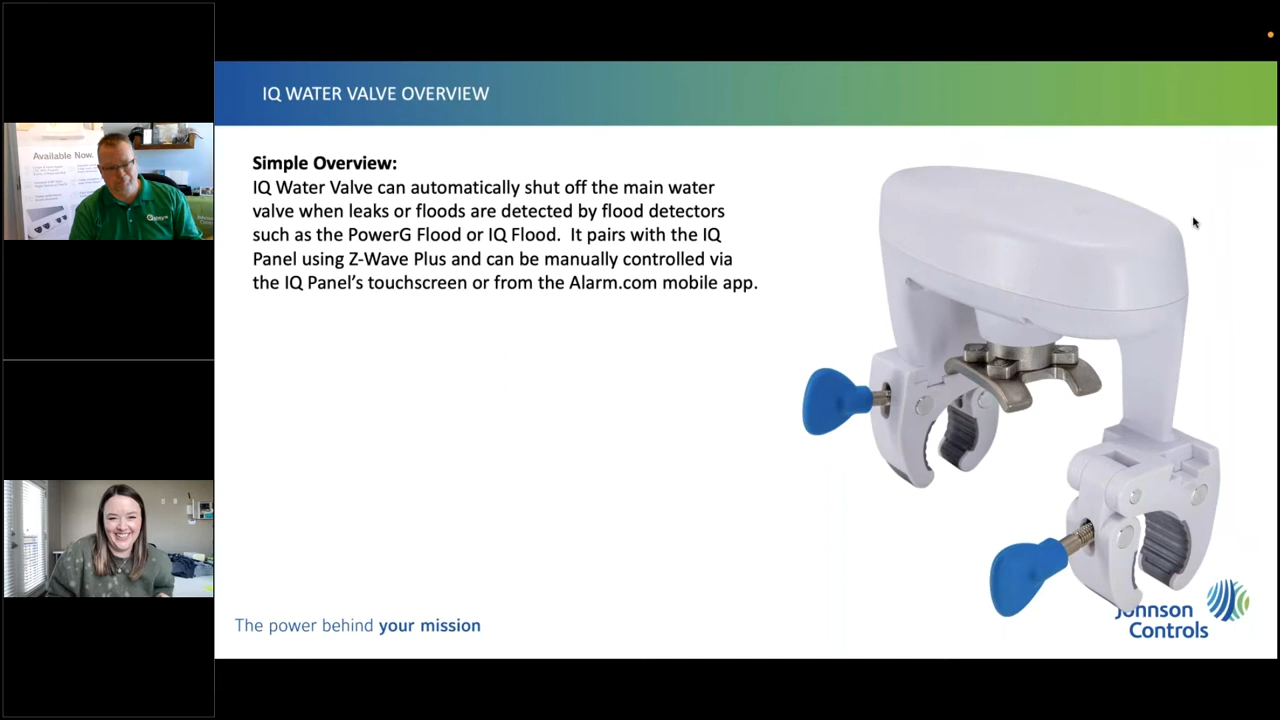 IQ WATER VALVE OVERVIEW
Simple Overview:
IQ Water Valve can automatically shut off the main water
valve when leaks or floods are detected by flood detectors
such as the PowerG Flood or IQ Flood.  It pairs with the IQ
Panel using Z-Wave Plus and can be manually controlled via
the IQ Panel's touchscreen or from the Alarm.com mobile app.
The power behind your mission
Johnson
Controls
Available Now.